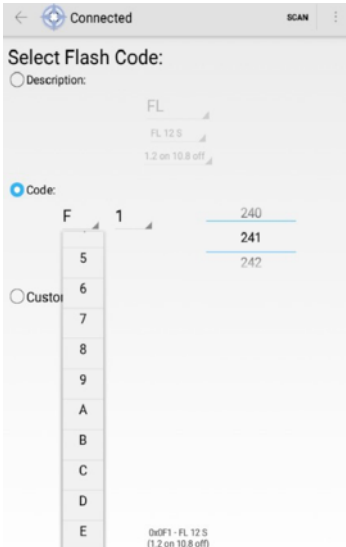 Connected SCAN
Select Flash Code:
Description:
FL
FL 12 S
1.2 on 10.8 off
Code:
F 1 240
241
242
5
6
Custo
7
8
9
A
B
C
D
E
0x0F1 - FL 12 S
(1.2 on 10.8 off)